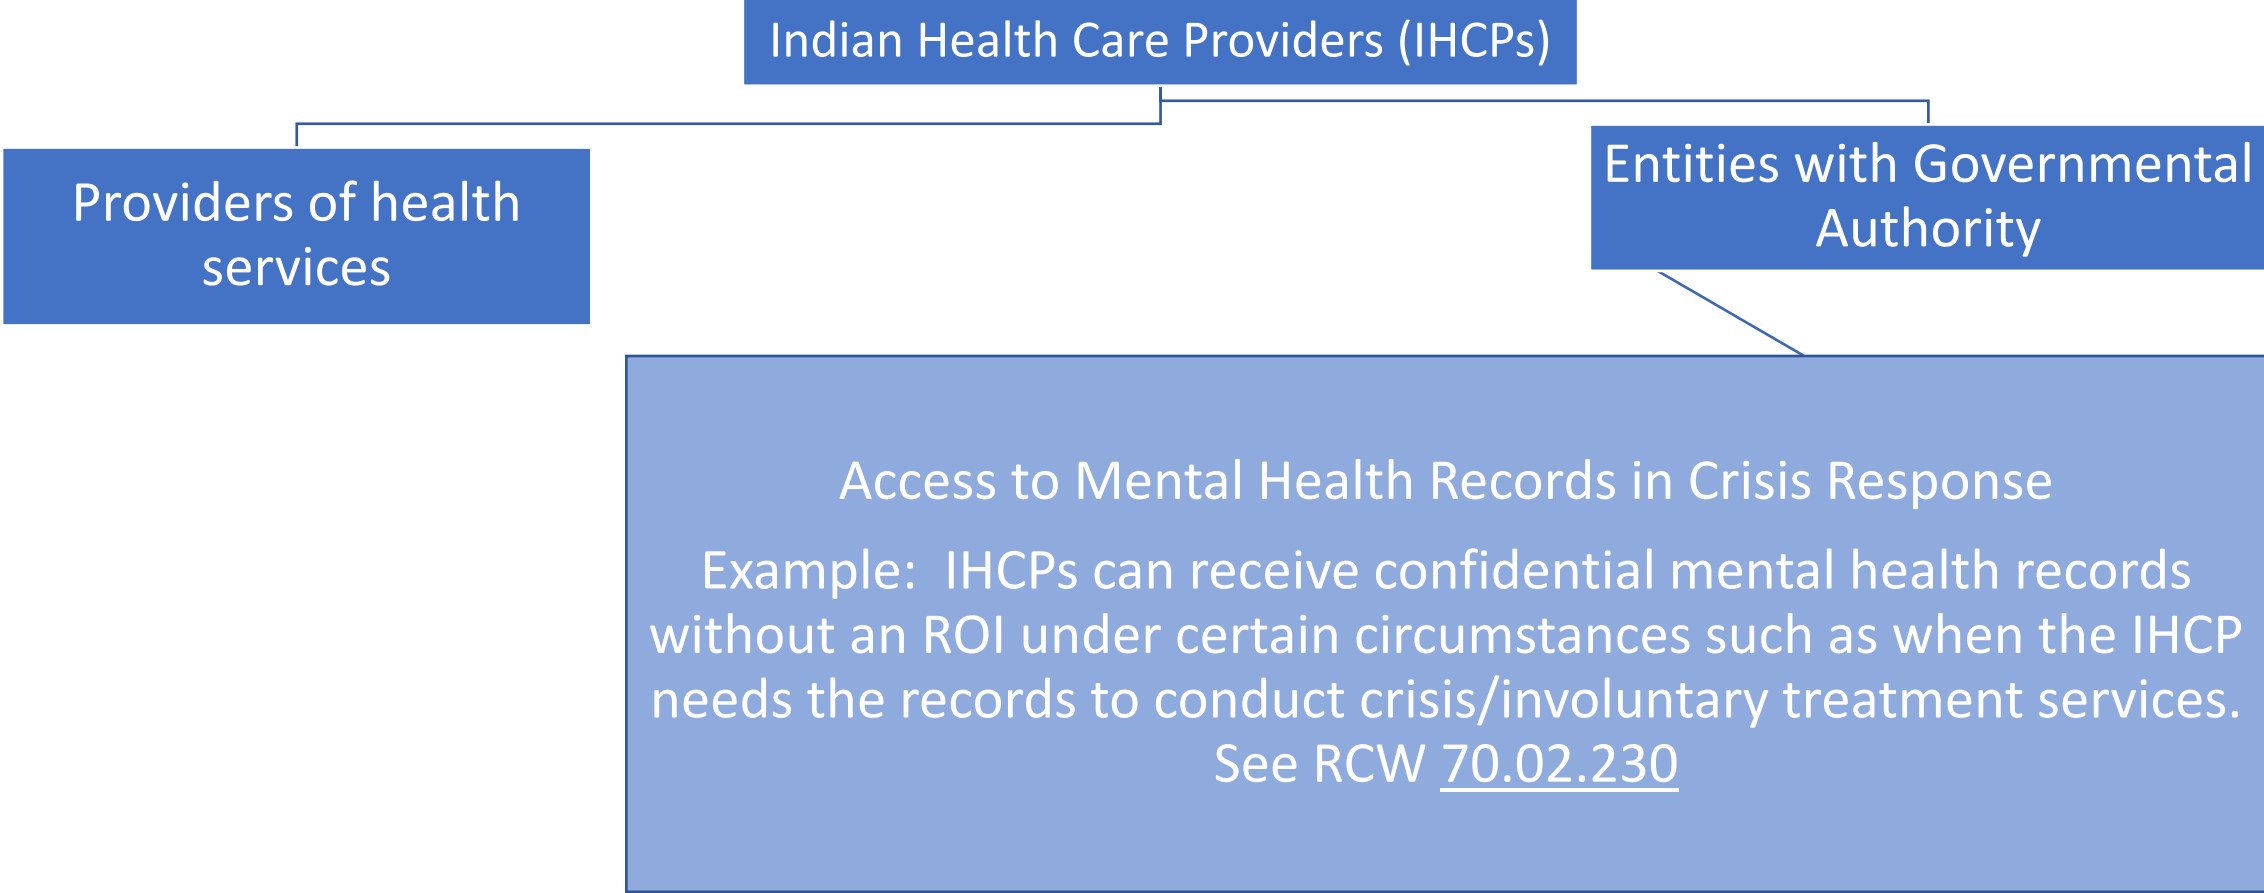 Indian Health Care Providers (IHCPs)
Providers of health
services
Entities with Governmental
Authority
Access to Mental Health Records in Crisis Response
Example:  IHCPs can receive confidential mental health records
without an ROI under certain circumstances such as when the IHCP
needs the records to conduct crisis/involuntary treatment services.
See RCW 70.02.230